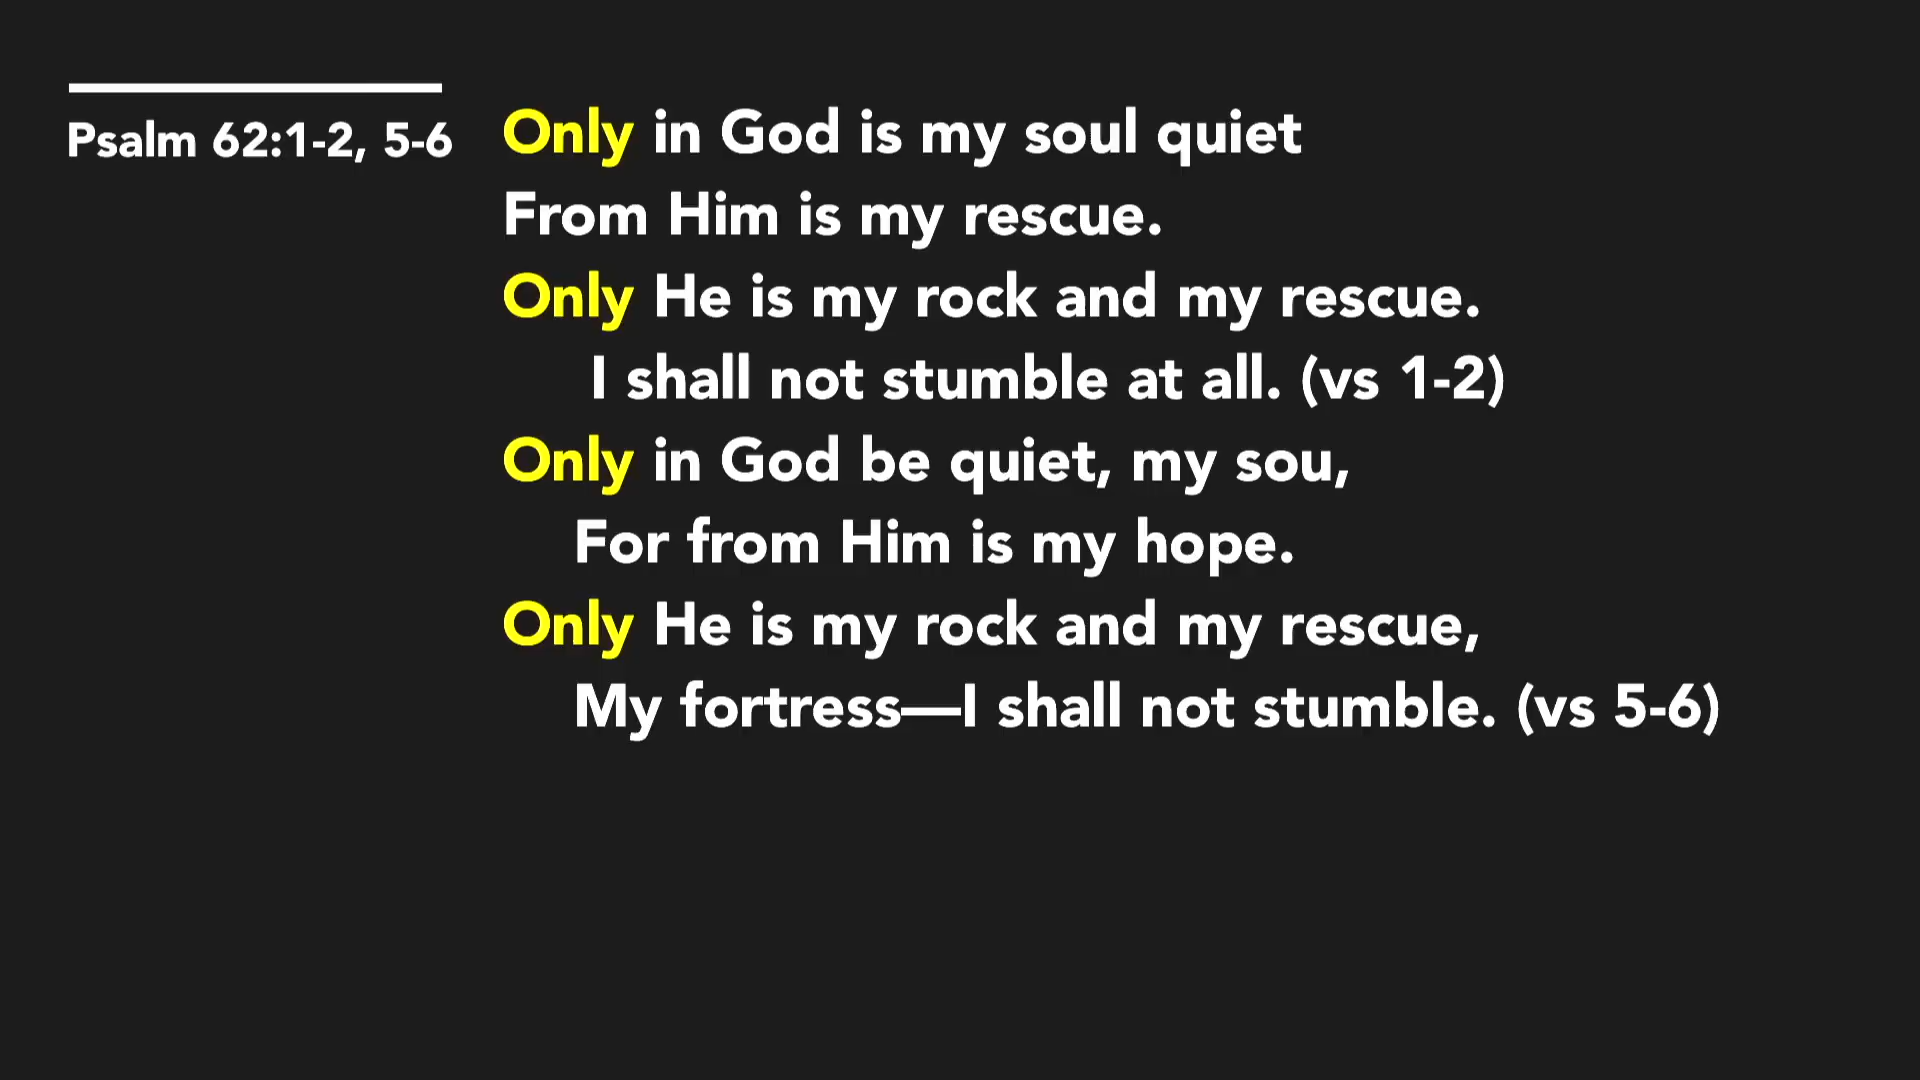 Psalm 62:1-2, 5-6
Only in God is my soul quiet
From Him is my rescue.
Only He is my rock and my rescue.
I shall not stumble at all. (vs 1-2)
Only in God be quiet, my sou,
For from Him is my hope.
Only He is my rock and my rescue,
My fortress—I shall not stumble. (vs 5-6)